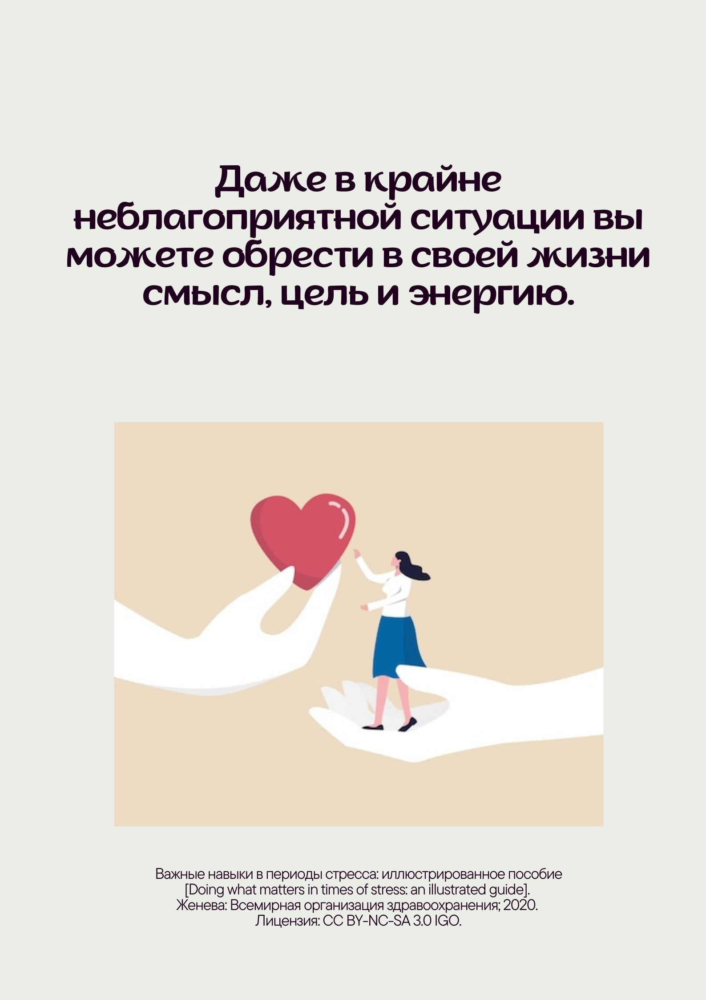 Даже в крайне
неблагоприятной ситуации вы
можете обрести в своей жизни
смысл, цель и энергию.
Важные навыки в периоды стресса: иллюстрированное пособие
[Doing what matters in times of stress: an illustrated guide].
Женева: Всемирная организация здравоохранения; 2020.
Лицензия: CC BY-NC-SA 3.0 IGO.